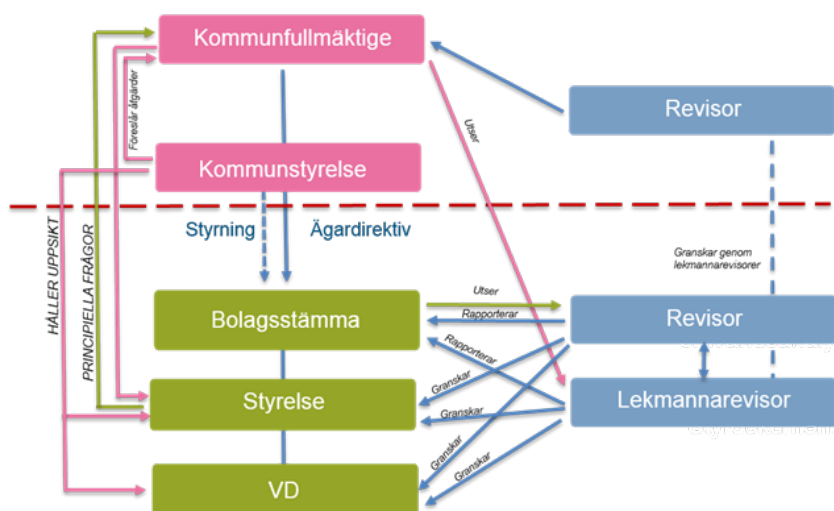 Kommunfullmäktige
Föreslår åtgärder
Utser
Revisor
Kommunstyrelse
Styrning
Ägardirektiv
Granskar genom
lekmannarevisorer
HÅLLER UPPSIKT
PRINCIPIELLA FRÅGOR
Bolagsstämma
Utser
Rapporterar
Revisor
Rapporterar
Granskar
Styrelse
Granskar
Lekmannarevisor
Granskar
Granskar
VD